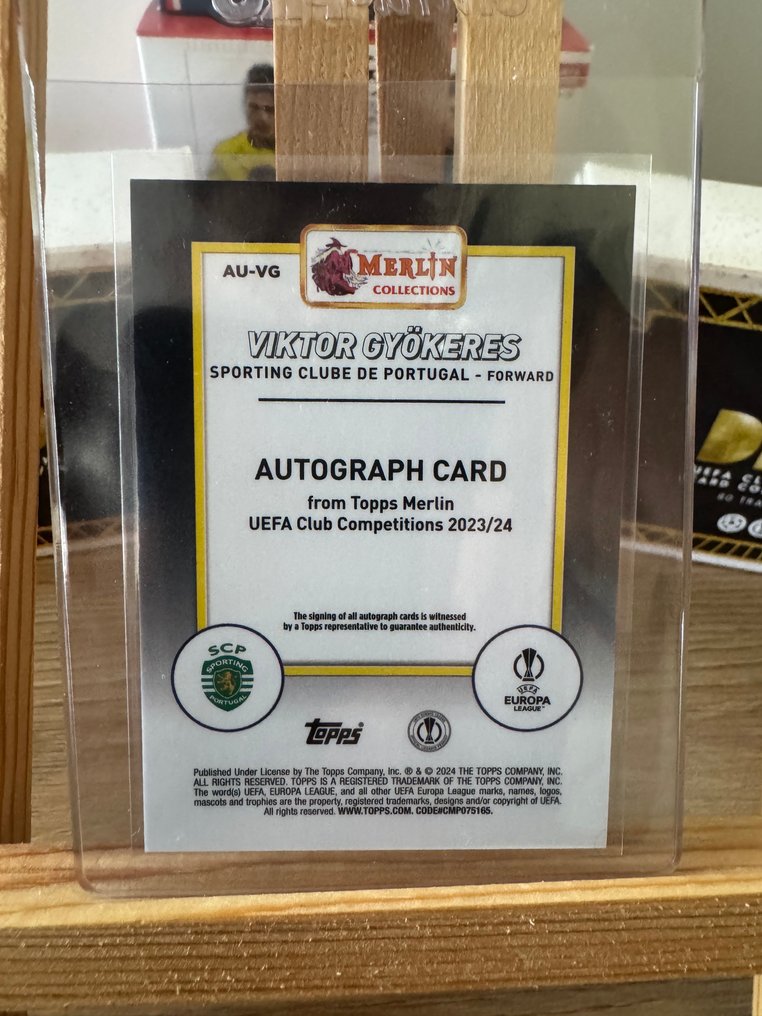 AU-VG
MERLIN
COLLECTIONS
VIKTOR GYÖKERES
SPORTING CLUBE DE PORTUGAL - FORWARD
AUTOGRAPH CARD
from Topps Merlin
UEFA Club Competitions 2023/24
The signing of all autograph cards is witnessed
by a Topps representative to guarantee authenticity.
SCP
SPORTING
PORTUGAL
UEFA
EUROPA
LEAGUE™
topps®
Published Under License by The Topps Company, Inc. ® & © 2024 THE TOPPS COMPANY, INC.
ALL RIGHTS RESERVED. TOPPS IS A REGISTERED TRADEMARK OF THE TOPPS COMPANY, INC.
The word(s) UEFA, EUROPA LEAGUE, and all other UEFA Europa League marks, names, logos,
mascots and trophies are the property, registered trademarks, designs and/or copyright of UEFA.
All rights reserved. WWW.TOPPS.COM. CODE#CMP075165.